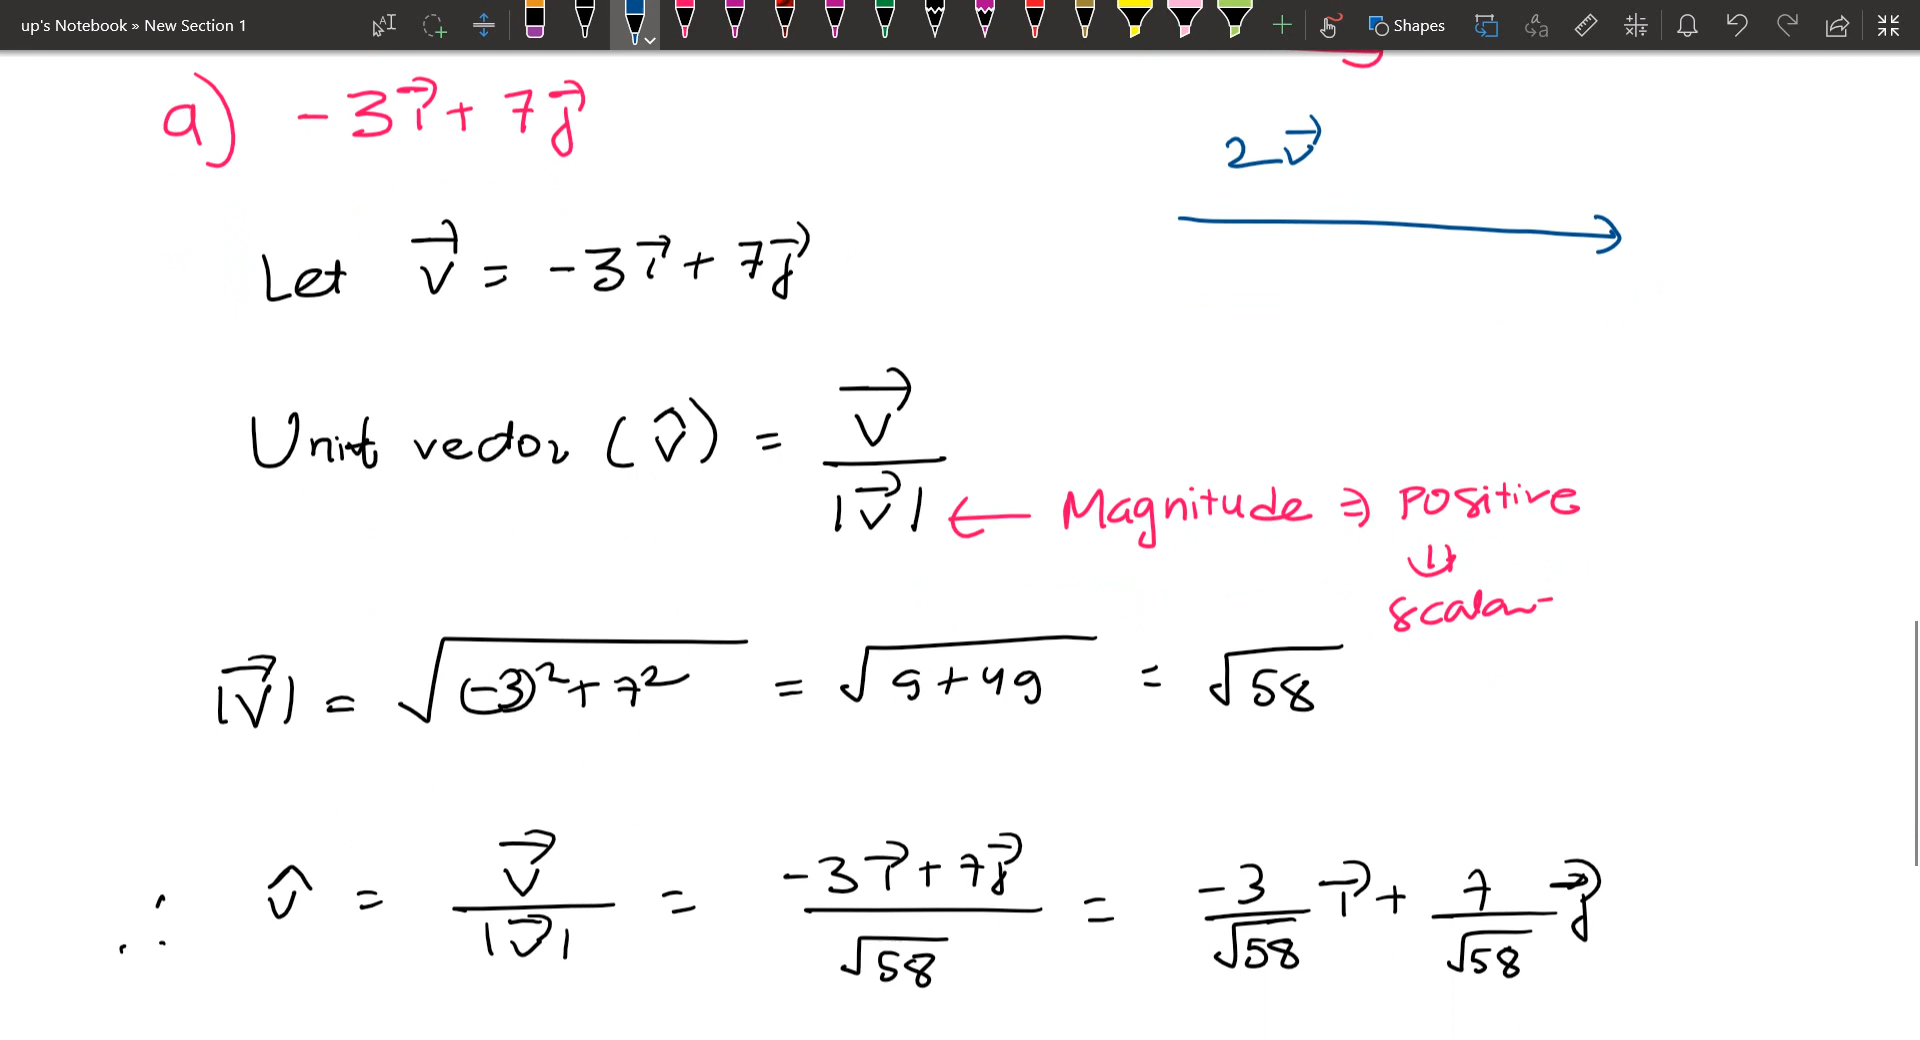 up's Notebook » New Section 1
Shapes
a) -3i⃗ + 7j⃗
2v⃗
Let v⃗ = -3i⃗ + 7j⃗
Unit vector (v̂) = v⃗ / |v⃗| ← Magnitude ⇒ Positive
⇓
scalar
|v⃗| = √((-3)² + 7²) = √(9+49) = √58
∴ v̂ = v⃗ / |v⃗| = (-3i⃗ + 7j⃗) / √58 = -3/√58 i⃗ + 7/√58 j⃗